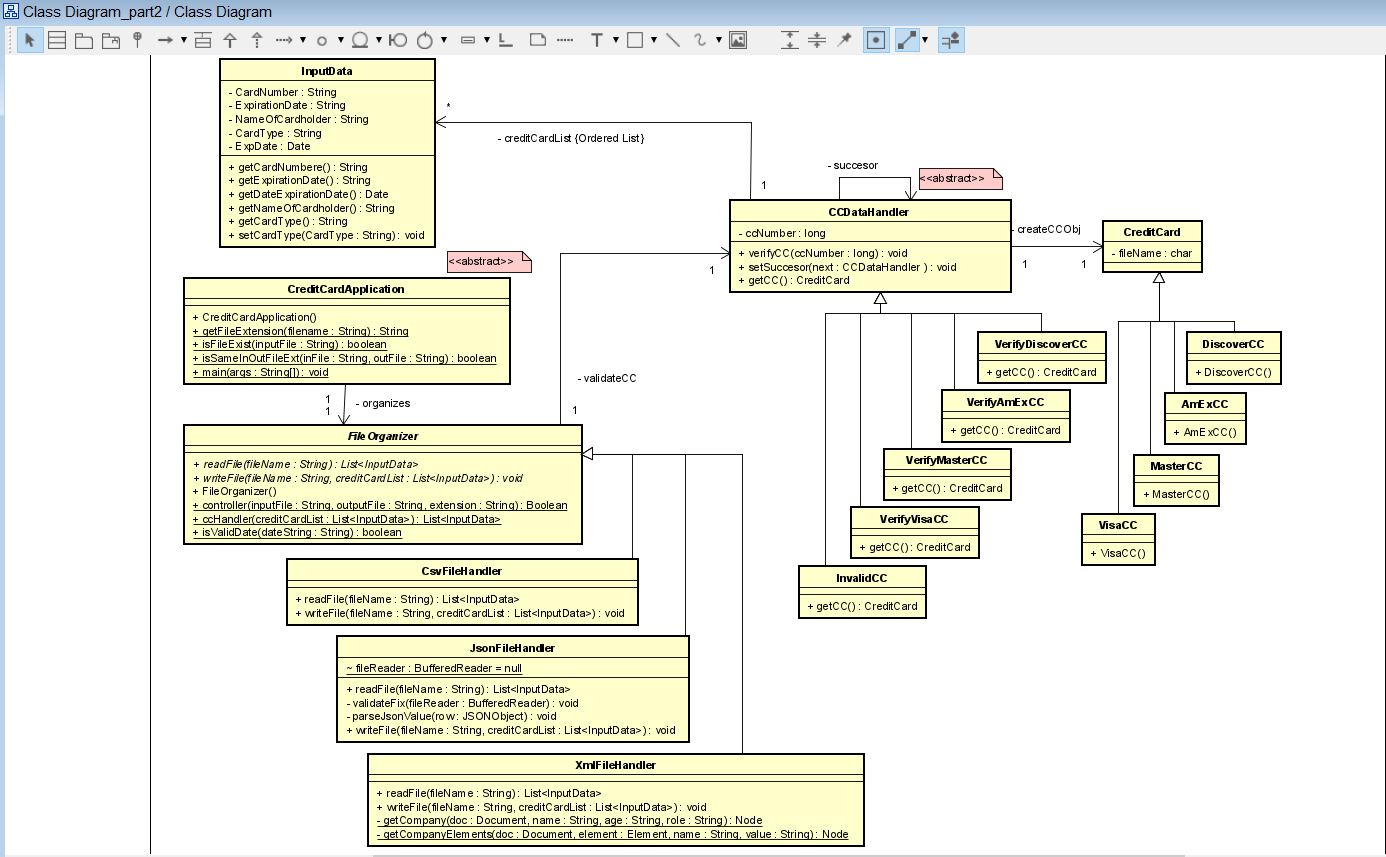 Class Diagram_part2 / Class Diagram
InputData
- CardNumber : String
- ExpirationDate : String
- NameOfCardholder : String
- CardType : String
- ExpDate : Date
+ getCardNumbere() : String
+ getExpirationDate() : String
+ getDateExpirationDate() : Date
+ getNameOfCardholder() : String
+ getCardType() : String
+ setCardType(CardType : String) : void
*
- creditCardList {Ordered List}
1
- succesor
<<abstract>>
CCDataHandler
- ccNumber : long
+ verifyCC(ccNumber : long) : void
+ setSuccesor(next : CCDataHandler ) : void
+ getCC() : CreditCard
1
- createCCObj
1
1
CreditCard
- fileName : char
<<abstract>>
CreditCardApplication
+ CreditCardApplication()
+ getFileExtension(filename : String) : String
+ isFileExist(inputFile : String) : boolean
+ isSameInOutFileExt(inFile : String, outFile : String) : boolean
+ main(args : String[]) : void
1
1
- organizes
- validateCC
1
FileOrganizer
+ readFile(fileName : String) : List<InputData>
+ writeFile(fileName : String, creditCardList : List<InputData>) : void
+ FileOrganizer()
+ controller(inputFile : String, outputFile : String, extension : String) : Boolean
+ ccHandler(creditCardList : List<InputData>) : List<InputData>
+ isValidDate(dateString : String) : boolean
VerifyDiscoverCC
+ getCC() : CreditCard
VerifyAmExCC
+ getCC() : CreditCard
VerifyMasterCC
+ getCC() : CreditCard
VerifyVisaCC
+ getCC() : CreditCard
InvalidCC
+ getCC() : CreditCard
DiscoverCC
+ DiscoverCC()
AmExCC
+ AmExCC()
MasterCC
+ MasterCC()
VisaCC
+ VisaCC()
CsvFileHandler
+ readFile(fileName : String) : List<InputData>
+ writeFile(fileName : String, creditCardList : List<InputData>) : void
JsonFileHandler
~ fileReader : BufferedReader = null
+ readFile(fileName : String) : List<InputData>
- validateFix(fileReader : BufferedReader) : void
- parseJsonValue(row : JSONObject) : void
+ writeFile(fileName : String, creditCardList : List<InputData>) : void
XmlFileHandler
+ readFile(fileName : String) : List<InputData>
+ writeFile(fileName : String, creditCardList : List<InputData>) : void
- getCompany(doc : Document, name : String, age : String, role : String) : Node
- getCompanyElements(doc : Document, element : Element, name : String, value : String) : Node